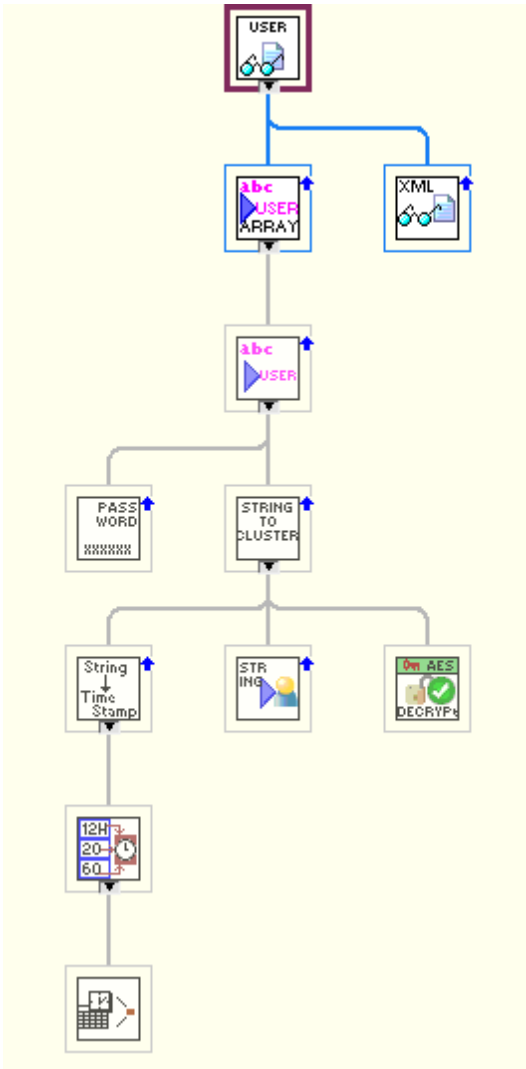 USER
abc
USER
ARRAY
XML
abc
USER
PASS
WORD
xxxxxx
STRING
TO
CLUSTER
String
Time
Stamp
STR
ING
AES
DECRYPt
12H
20
60